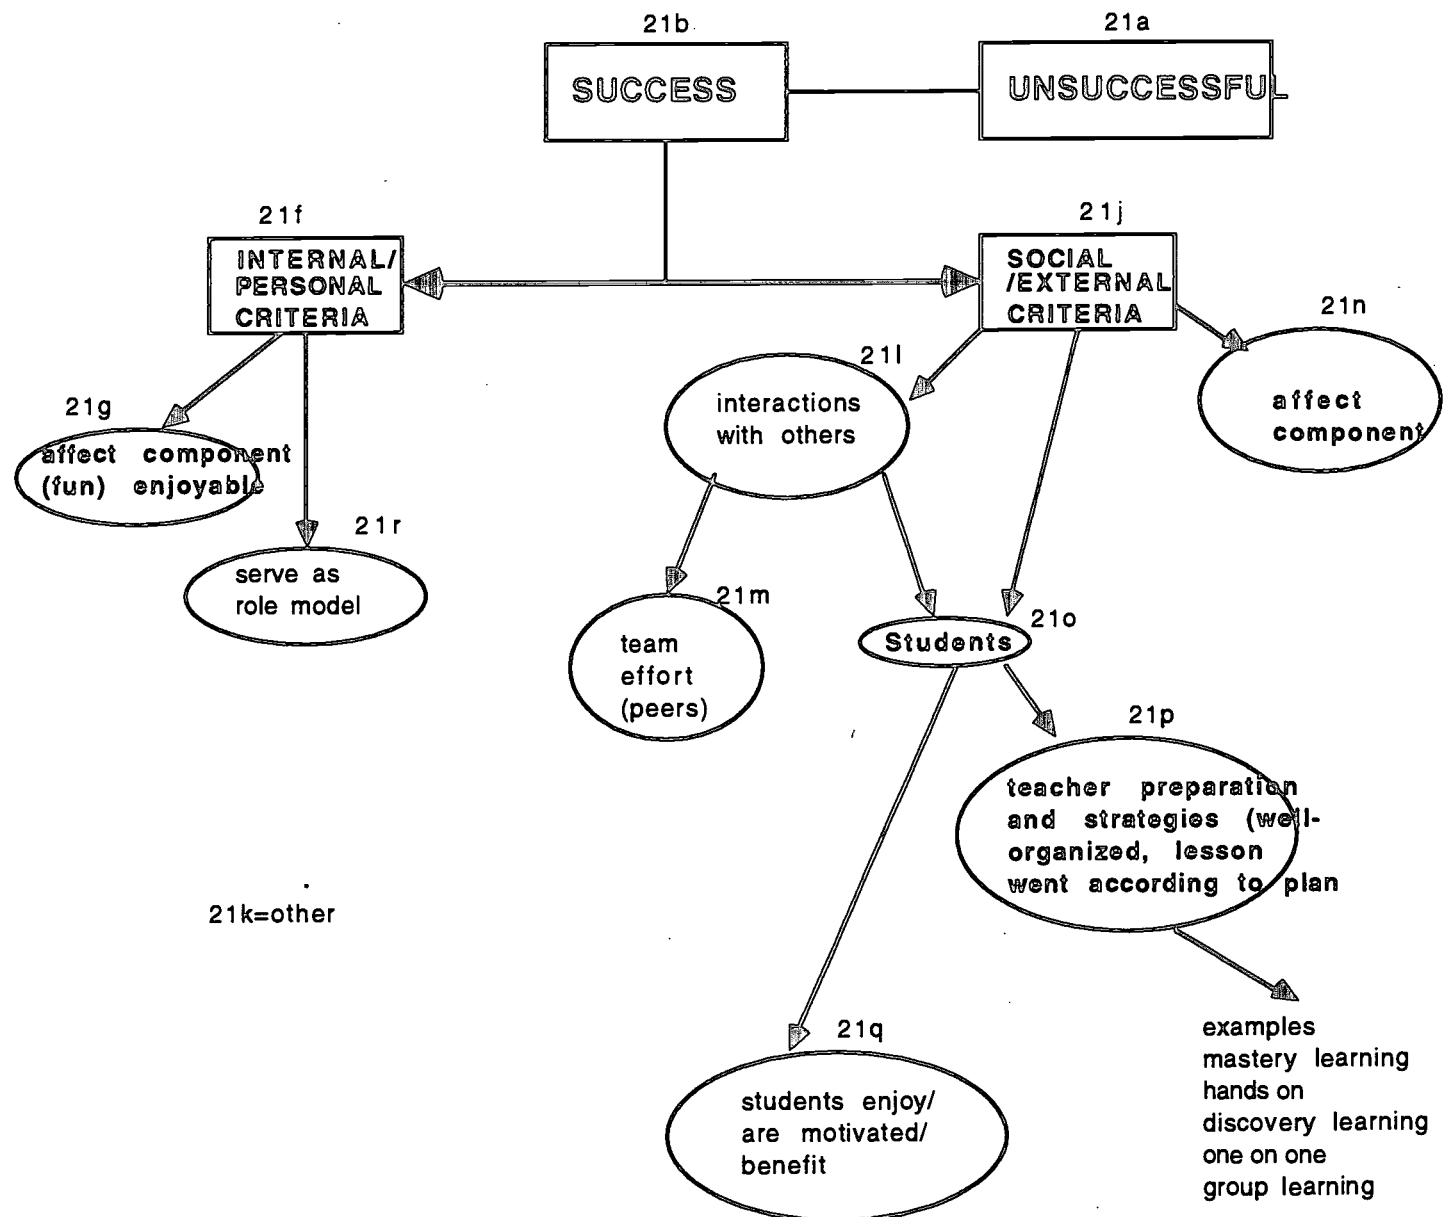 21b
21a
SUCCESS
UNSUCCESSFUL
21f
21j
INTERNAL/
PERSONAL
CRITERIA
SOCIAL
/EXTERNAL
CRITERIA
21n
affect
component
21l
interactions
with others
21g
affect component
(fun) enjoyable
21r
serve as
role model
21m
team
effort
(peers)
21o
Students
21p
teacher preparation
and strategies (well-
organized, lesson
went according to plan
21k=other
21q
students enjoy/
are motivated/
benefit
examples
mastery learning
hands on
discovery learning
one on one
group learning